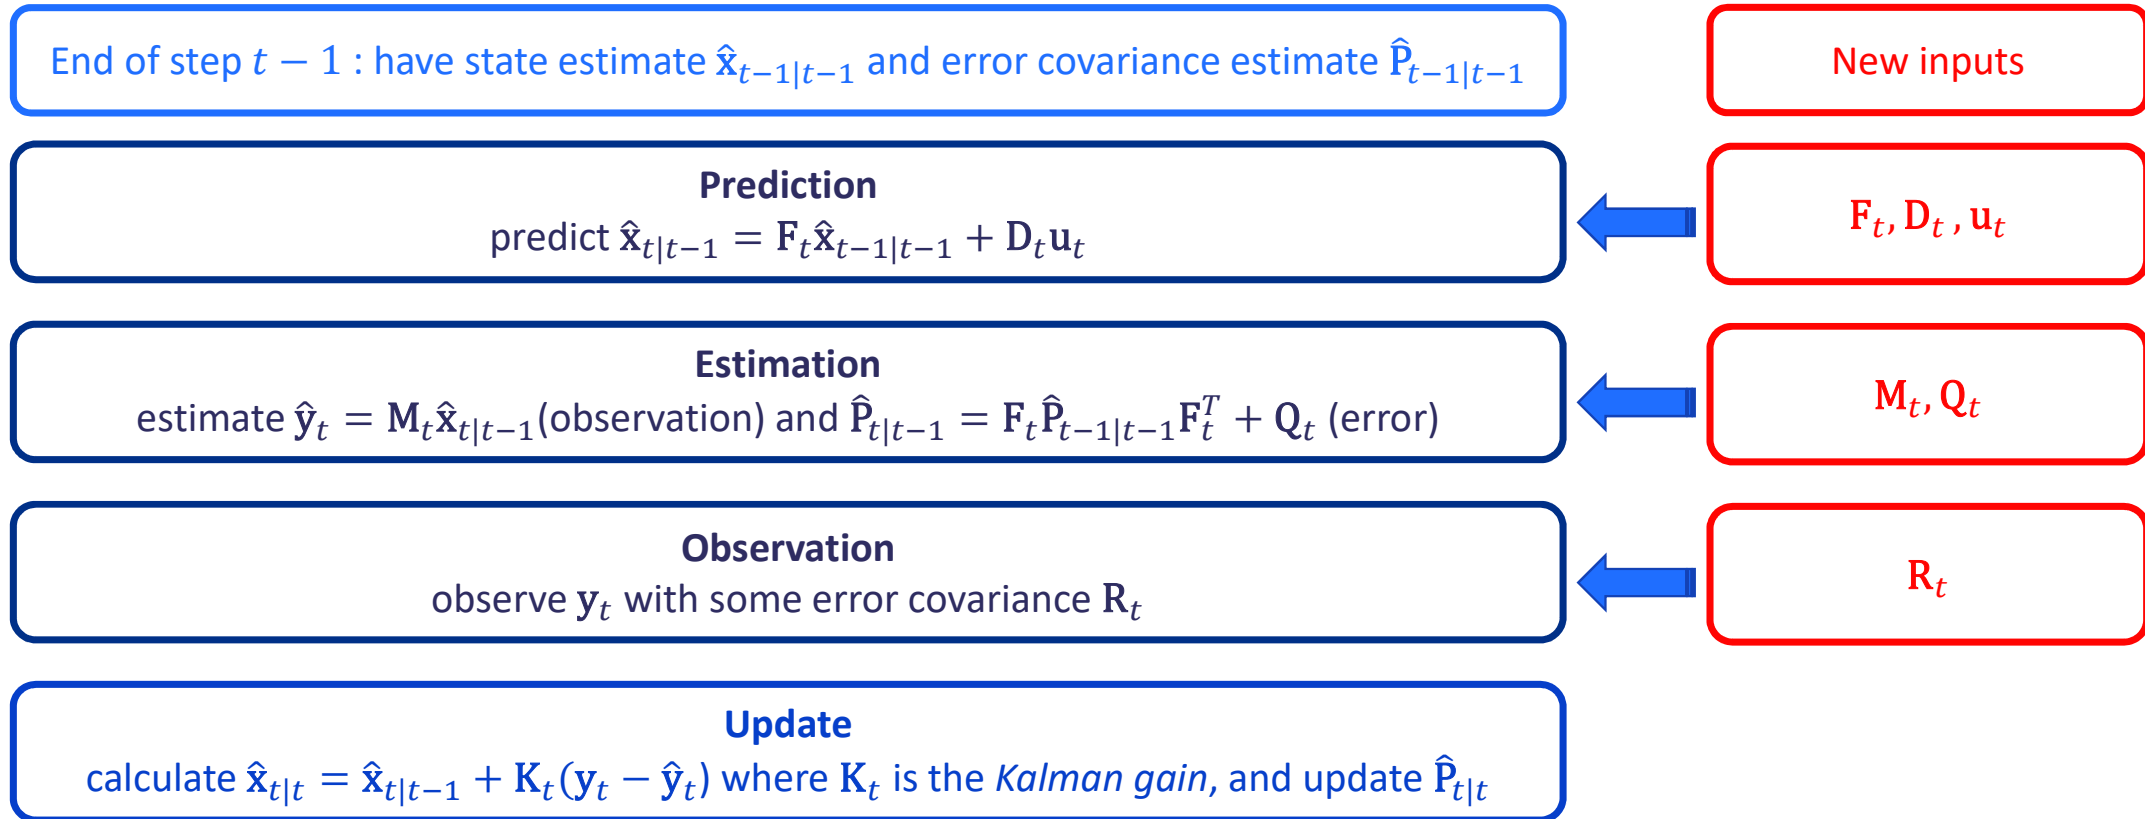 End of step t − 1 : have state estimate x̂_{t−1|t−1} and error covariance estimate P̂_{t−1|t−1}
New inputs
Prediction
predict x̂_{t|t−1} = F_t x̂_{t−1|t−1} + D_t u_t
F_t, D_t , u_t
Estimation
estimate ŷ_t = M_t x̂_{t|t−1}(observation) and P̂_{t|t−1} = F_t P̂_{t−1|t−1} F_t^T + Q_t (error)
M_t, Q_t
Observation
observe y_t with some error covariance R_t
R_t
Update
calculate x̂_{t|t} = x̂_{t|t−1} + K_t(y_t − ŷ_t) where K_t is the Kalman gain, and update P̂_{t|t}